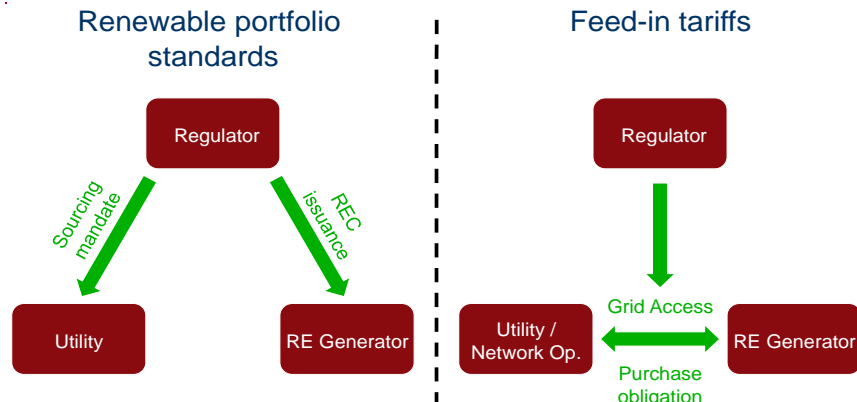 Renewable portfolio
standards
Regulator
Sourcing
mandate
REC
issuance
Utility
RE Generator
Feed-in tariffs
Regulator
Grid Access
Utility /
Network Op.
RE Generator
Purchase
obligation